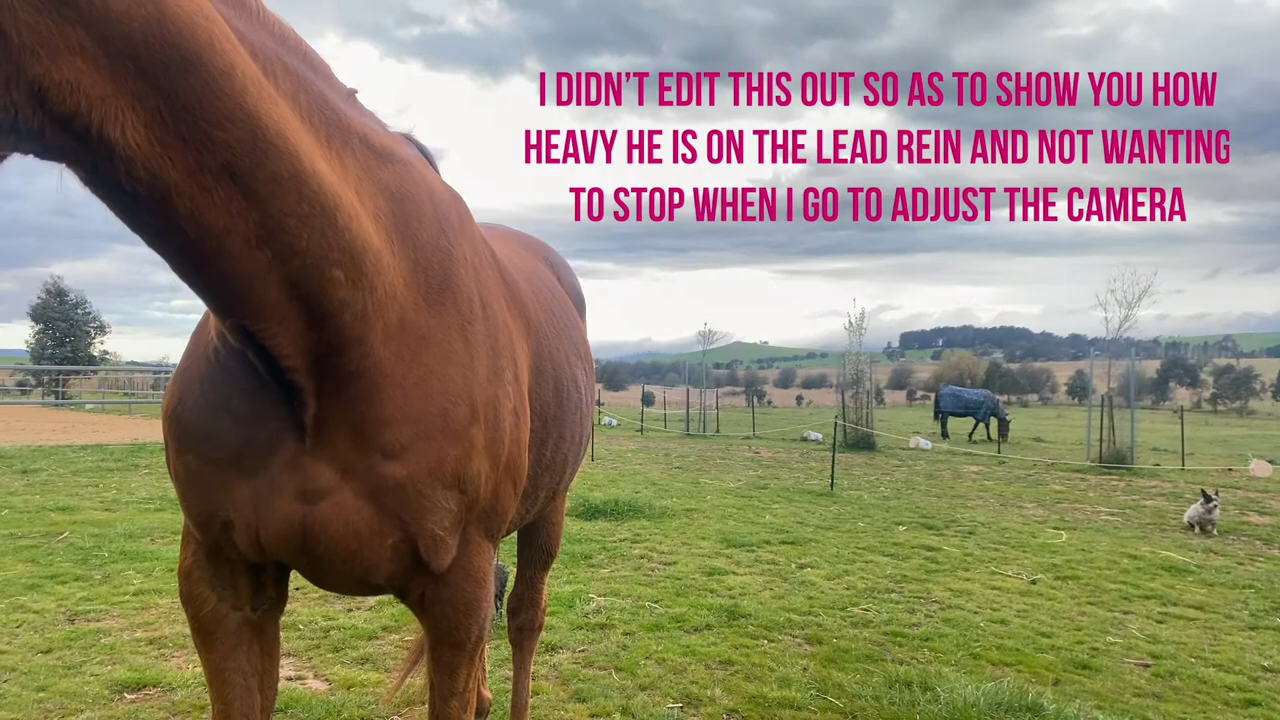 I DIDN'T EDIT THIS OUT SO AS TO SHOW YOU HOW
HEAVY HE IS ON THE LEAD REIN AND NOT WANTING
TO STOP WHEN I GO TO ADJUST THE CAMERA